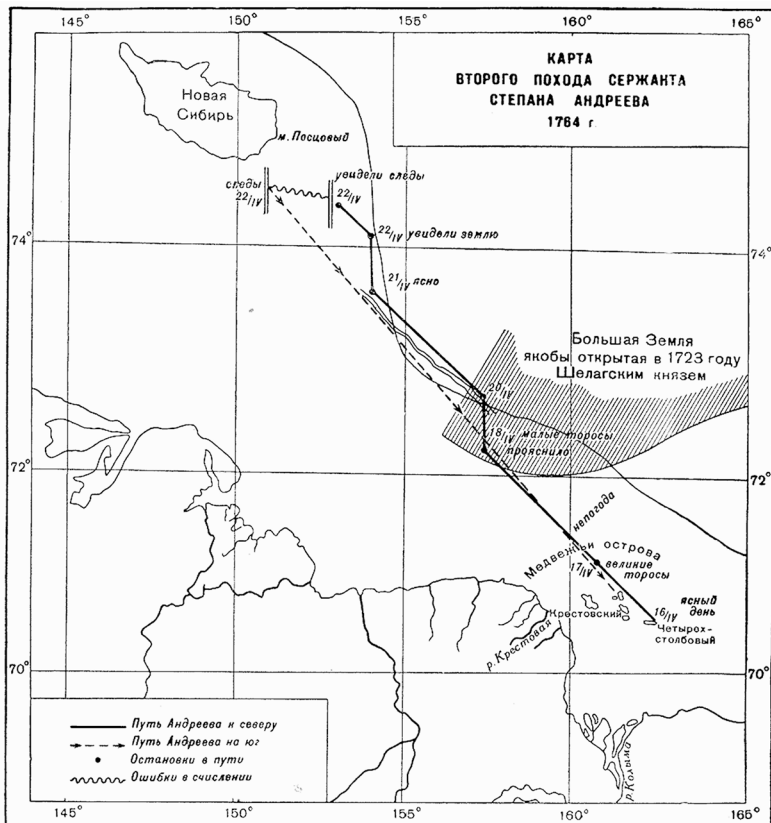 145°
150°
155°
160°
165°
КАРТА
ВТОРОГО ПОХОДА СЕРЖАНТА
СТЕПАНА АНДРЕЕВА
1764 г.
Новая
Сибирь
м. Песцовый
следы
22/IV
увидели следы
22/IV
22/IV увидели землю
74°
74°
21/IV ясно
Большая Земля
якобы открытая в 1723 году
Шелагским князем
20/IV
18/IV малые торосы
прояснило
72°
72°
непогода
Медвежьи острова
17/IV
великие
торосы
Крестовский
16/IV
ясный
день
Четырех-
столбовый
р. Крестовая
70°
70°
р. Колыма
Путь Андреева к северу
Путь Андреева на юг
Остановки в пути
Ошибки в счислении
145°
150°
155°
160°
165°